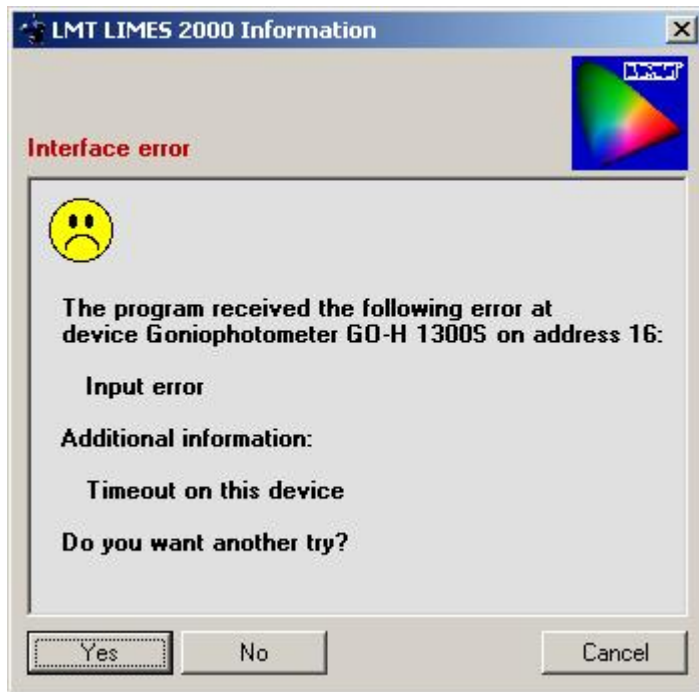 LMT LIMES 2000 Information
Interface error
The program received the following error at
device Goniophotometer GO-H 1300S on address 16:
Input error
Additional information:
Timeout on this device
Do you want another try?
Yes
No
Cancel